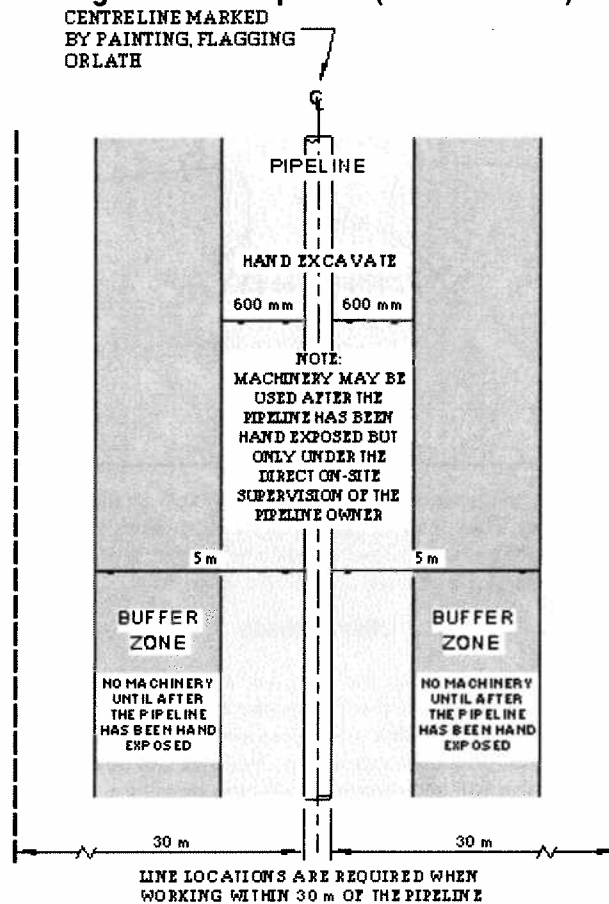 CENTRELINE MARKED
BY PAINTING, FLAGGING
OR LATH
℄
PIPELINE
HAND EXCAVATE
600 mm 600 mm
NOTE:
MACHINERY MAY BE
USED AFTER THE
PIPELINE HAS BEEN
HAND EXPOSED BUT
ONLY UNDER THE
DIRECT ON-SITE
SUPERVISION OF THE
PIPELINE OWNER
5 m 5 m
BUFFER
ZONE
NO MACHINERY
UNTIL AFTER
THE PIPELINE
HAS BEEN HAND
EXPOSED
BUFFER
ZONE
NO MACHINERY
UNTIL AFTER
THE PIPELINE
HAS BEEN HAND
EXPOSED
30 m 30 m
LINE LOCATIONS ARE REQUIRED WHEN
WORKING WITHIN 30 m OF THE PIPELINE